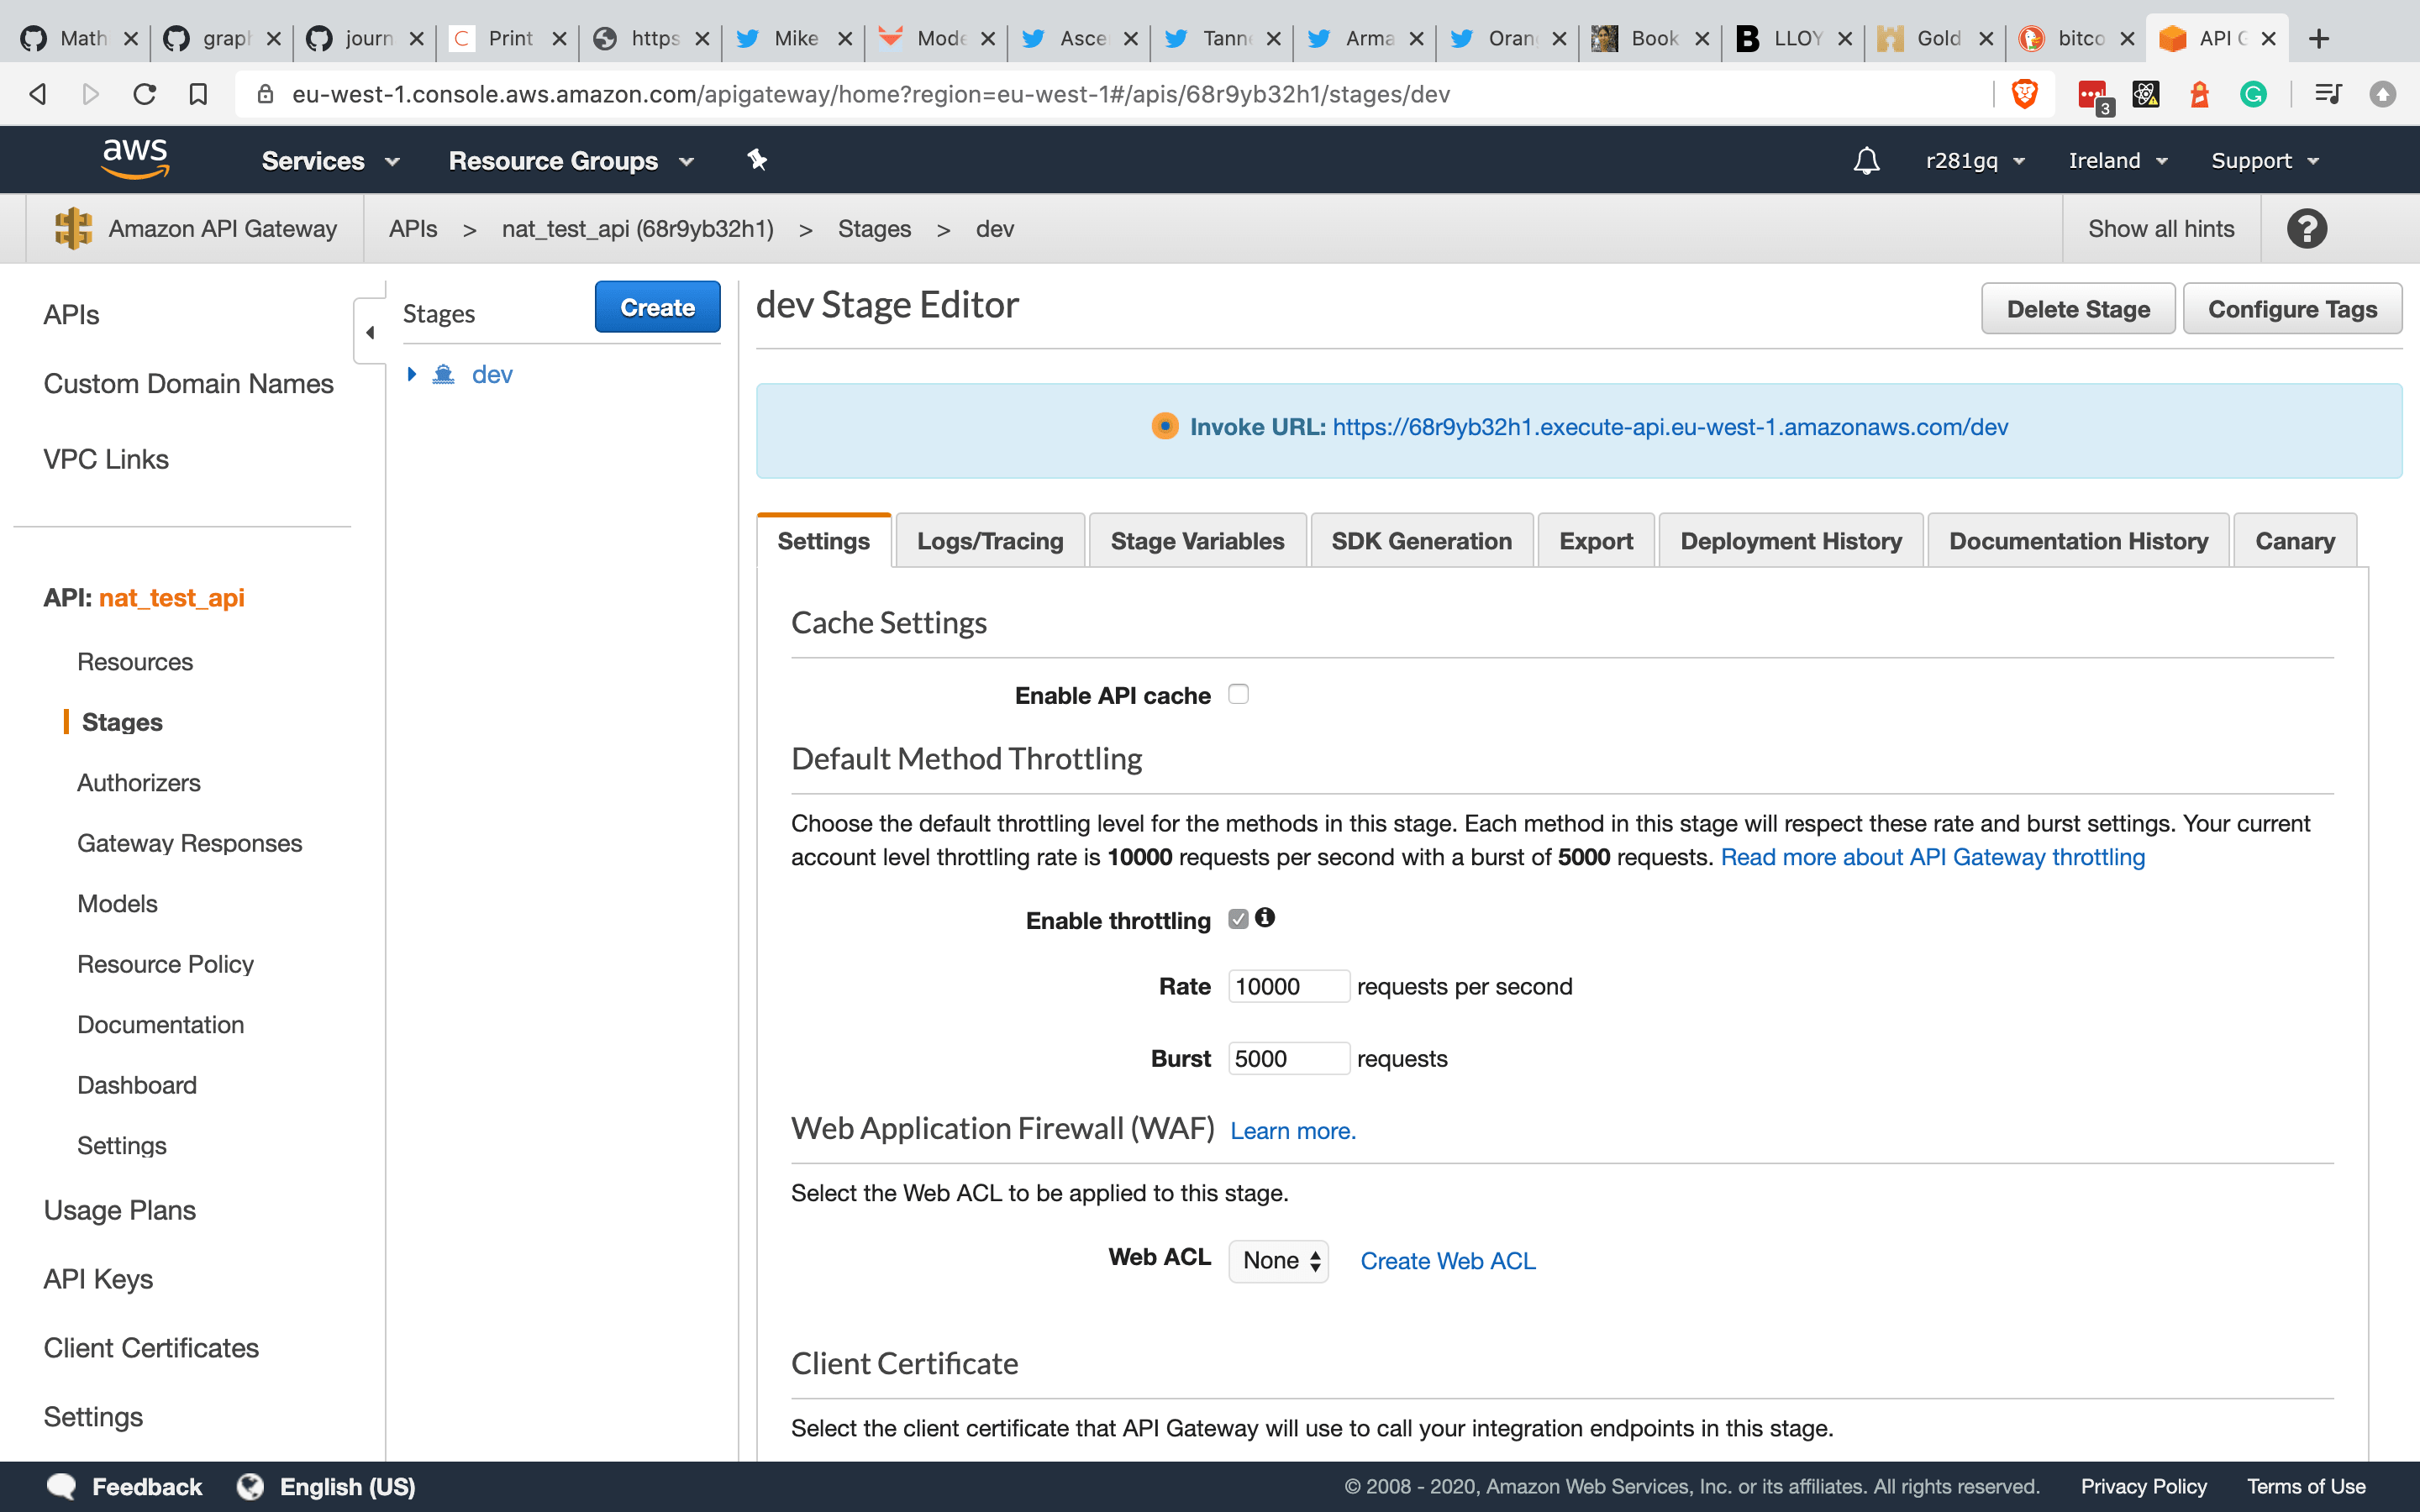 Math
grap
journ
C Print
https
Mike
Mode
Asce
Tann
Arma
Oran
Book
B LLOY
Gold
bitco
API G
eu-west-1.console.aws.amazon.com/apigateway/home?region=eu-west-1#/apis/68r9yb32h1/stages/dev
3
aws Services Resource Groups r281gq Ireland Support
Amazon API Gateway APIs > nat_test_api (68r9yb32h1) > Stages > dev Show all hints ?
APIs
Custom Domain Names
VPC Links
API: nat_test_api
Resources
Stages
Authorizers
Gateway Responses
Models
Resource Policy
Documentation
Dashboard
Settings
Usage Plans
API Keys
Client Certificates
Settings
Stages Create
dev
dev Stage Editor Delete Stage Configure Tags
Invoke URL: https://68r9yb32h1.execute-api.eu-west-1.amazonaws.com/dev
Settings Logs/Tracing Stage Variables SDK Generation Export Deployment History Documentation History Canary
Cache Settings
Enable API cache
Default Method Throttling
Choose the default throttling level for the methods in this stage. Each method in this stage will respect these rate and burst settings. Your current
account level throttling rate is 10000 requests per second with a burst of 5000 requests. Read more about API Gateway throttling
Enable throttling
Rate 10000 requests per second
Burst 5000 requests
Web Application Firewall (WAF) Learn more.
Select the Web ACL to be applied to this stage.
Web ACL None Create Web ACL
Client Certificate
Select the client certificate that API Gateway will use to call your integration endpoints in this stage.
Feedback English (US) © 2008 - 2020, Amazon Web Services, Inc. or its affiliates. All rights reserved. Privacy Policy Terms of Use